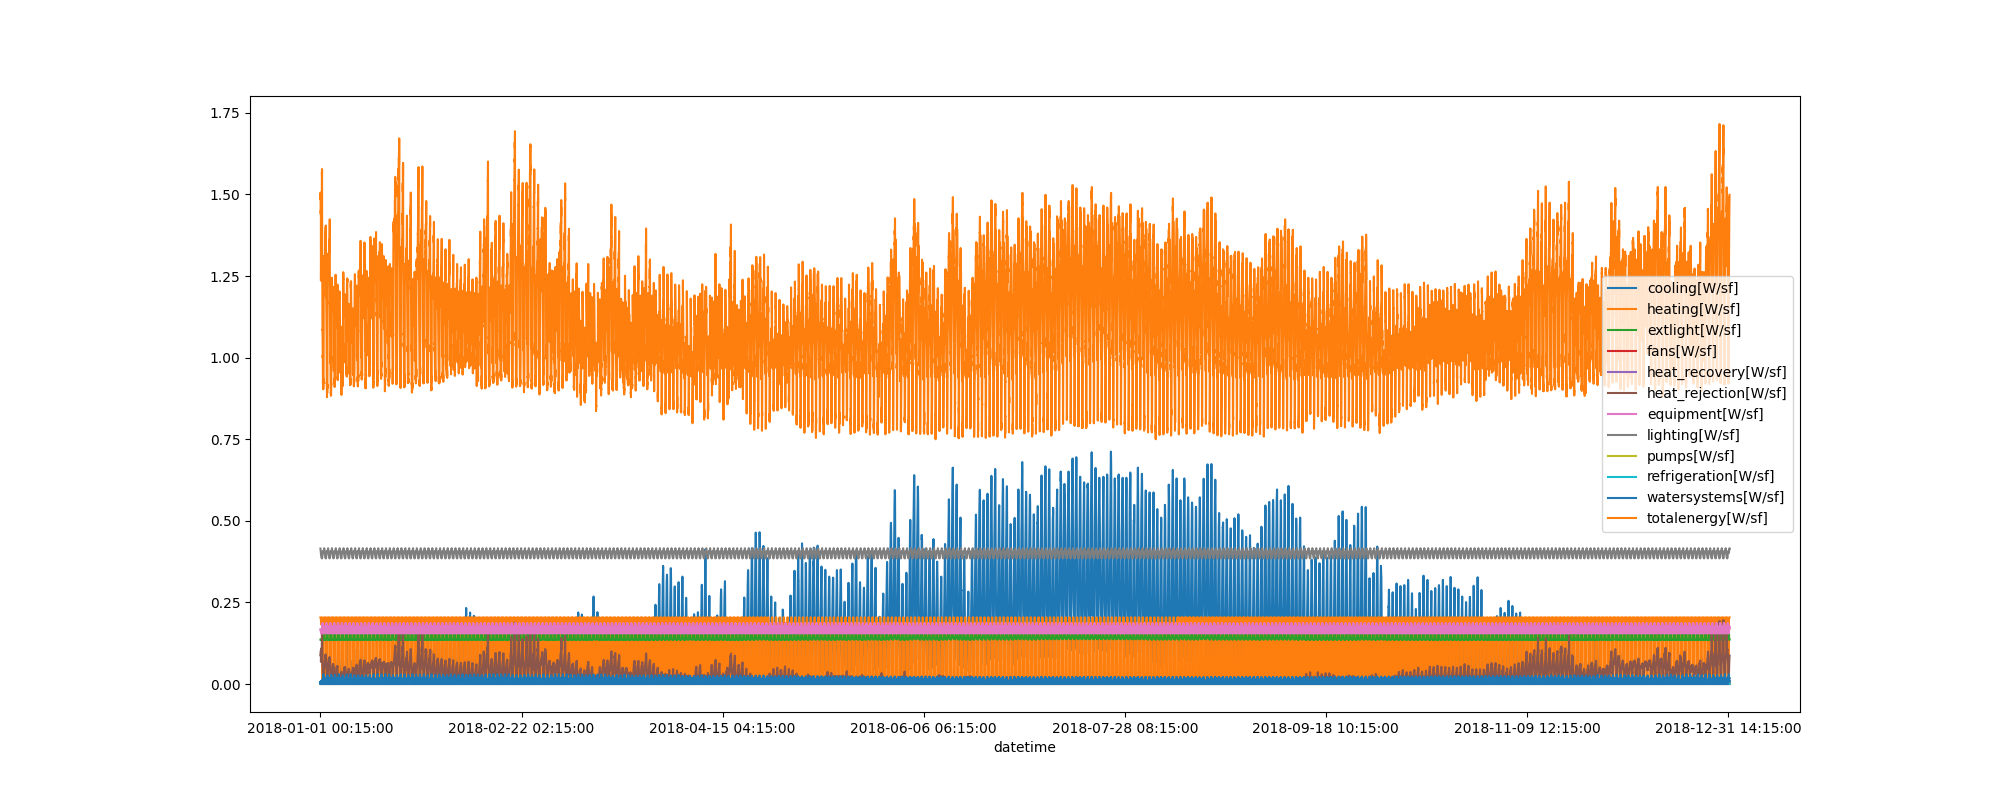 1.75
1.50
1.25
1.00
0.75
0.50
0.25
0.00
cooling[W/sf]
heating[W/sf]
extlight[W/sf]
fans[W/sf]
heat_recovery[W/sf]
heat_rejection[W/sf]
equipment[W/sf]
lighting[W/sf]
pumps[W/sf]
refrigeration[W/sf]
watersystems[W/sf]
totalenergy[W/sf]
2018-01-01 00:15:00 2018-02-22 02:15:00 2018-04-15 04:15:00 2018-06-06 06:15:00 2018-07-28 08:15:00 2018-09-18 10:15:00 2018-11-09 12:15:00 2018-12-31 14:15:00
datetime